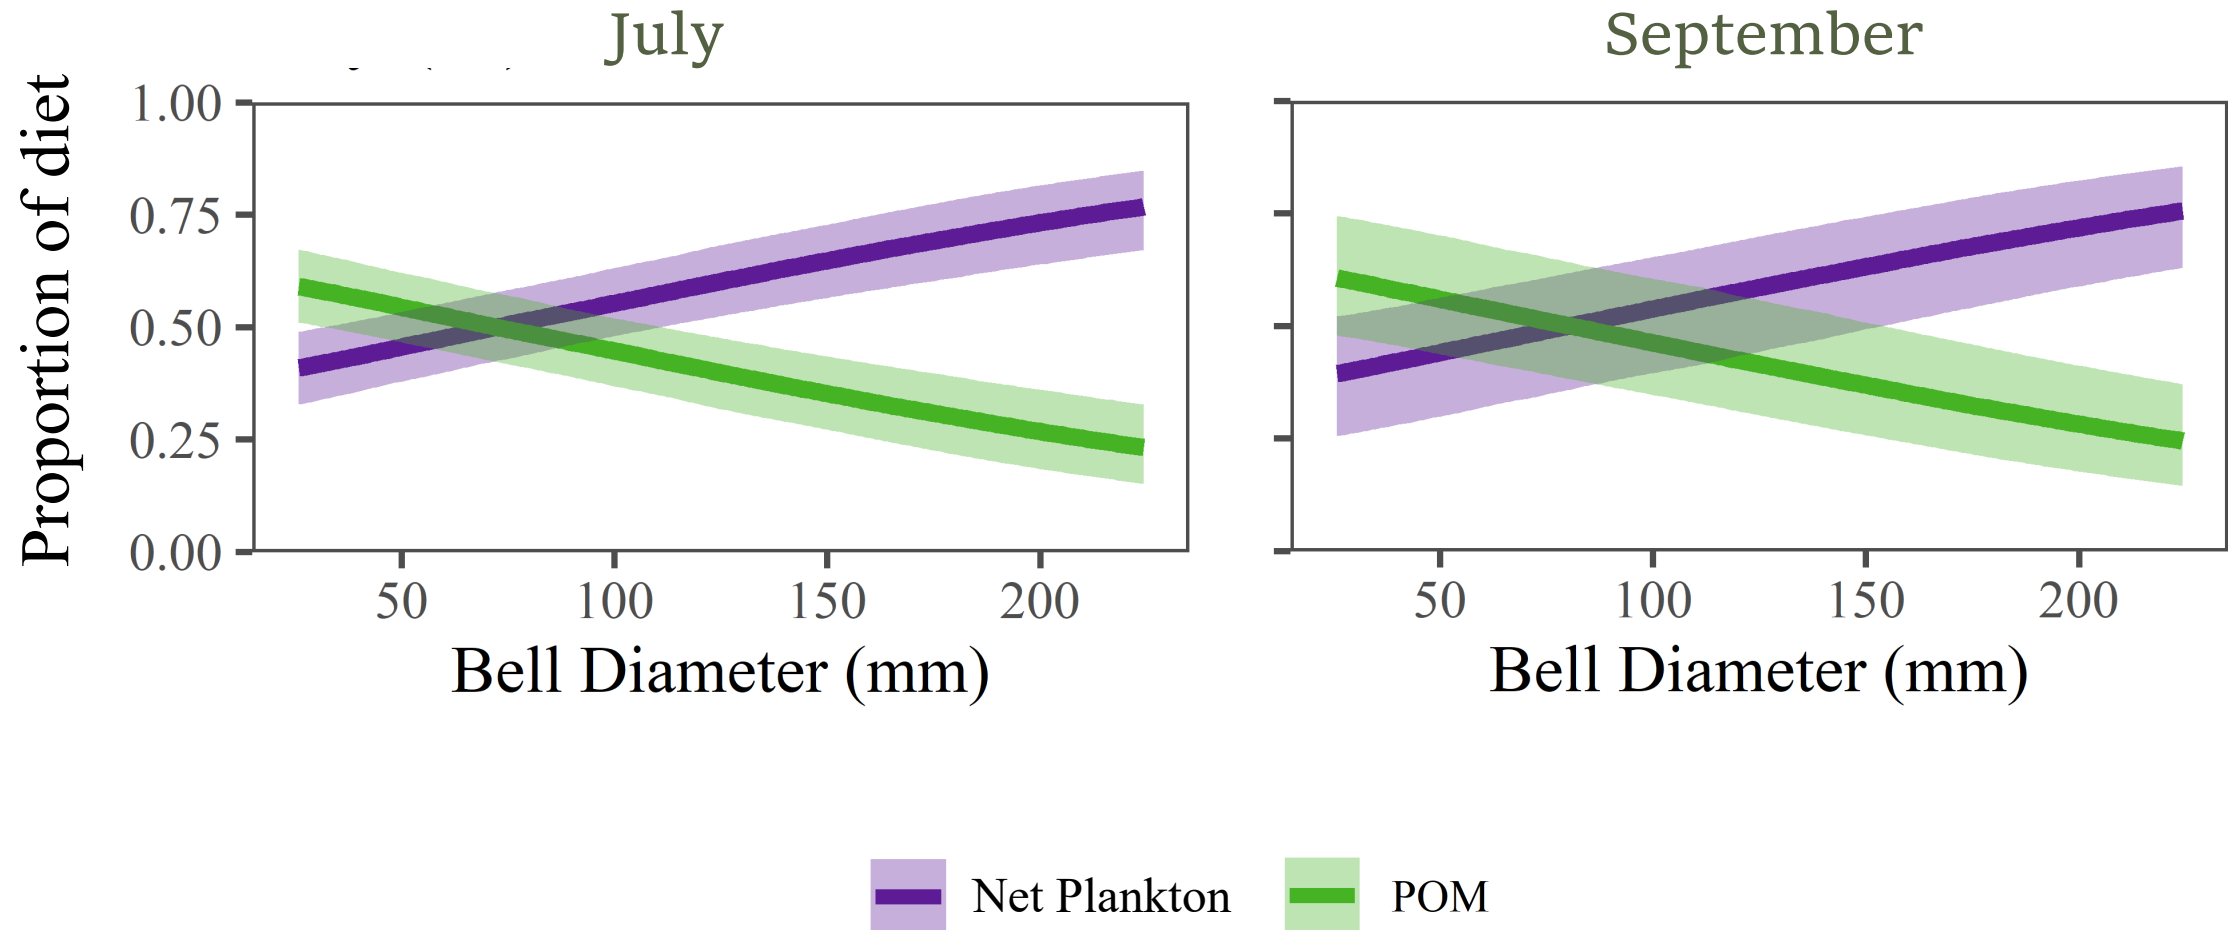 July
September
Proportion of diet
1.00
0.75
0.50
0.25
0.00
50 100 150 200
50 100 150 200
Bell Diameter (mm)
Bell Diameter (mm)
Net Plankton
POM